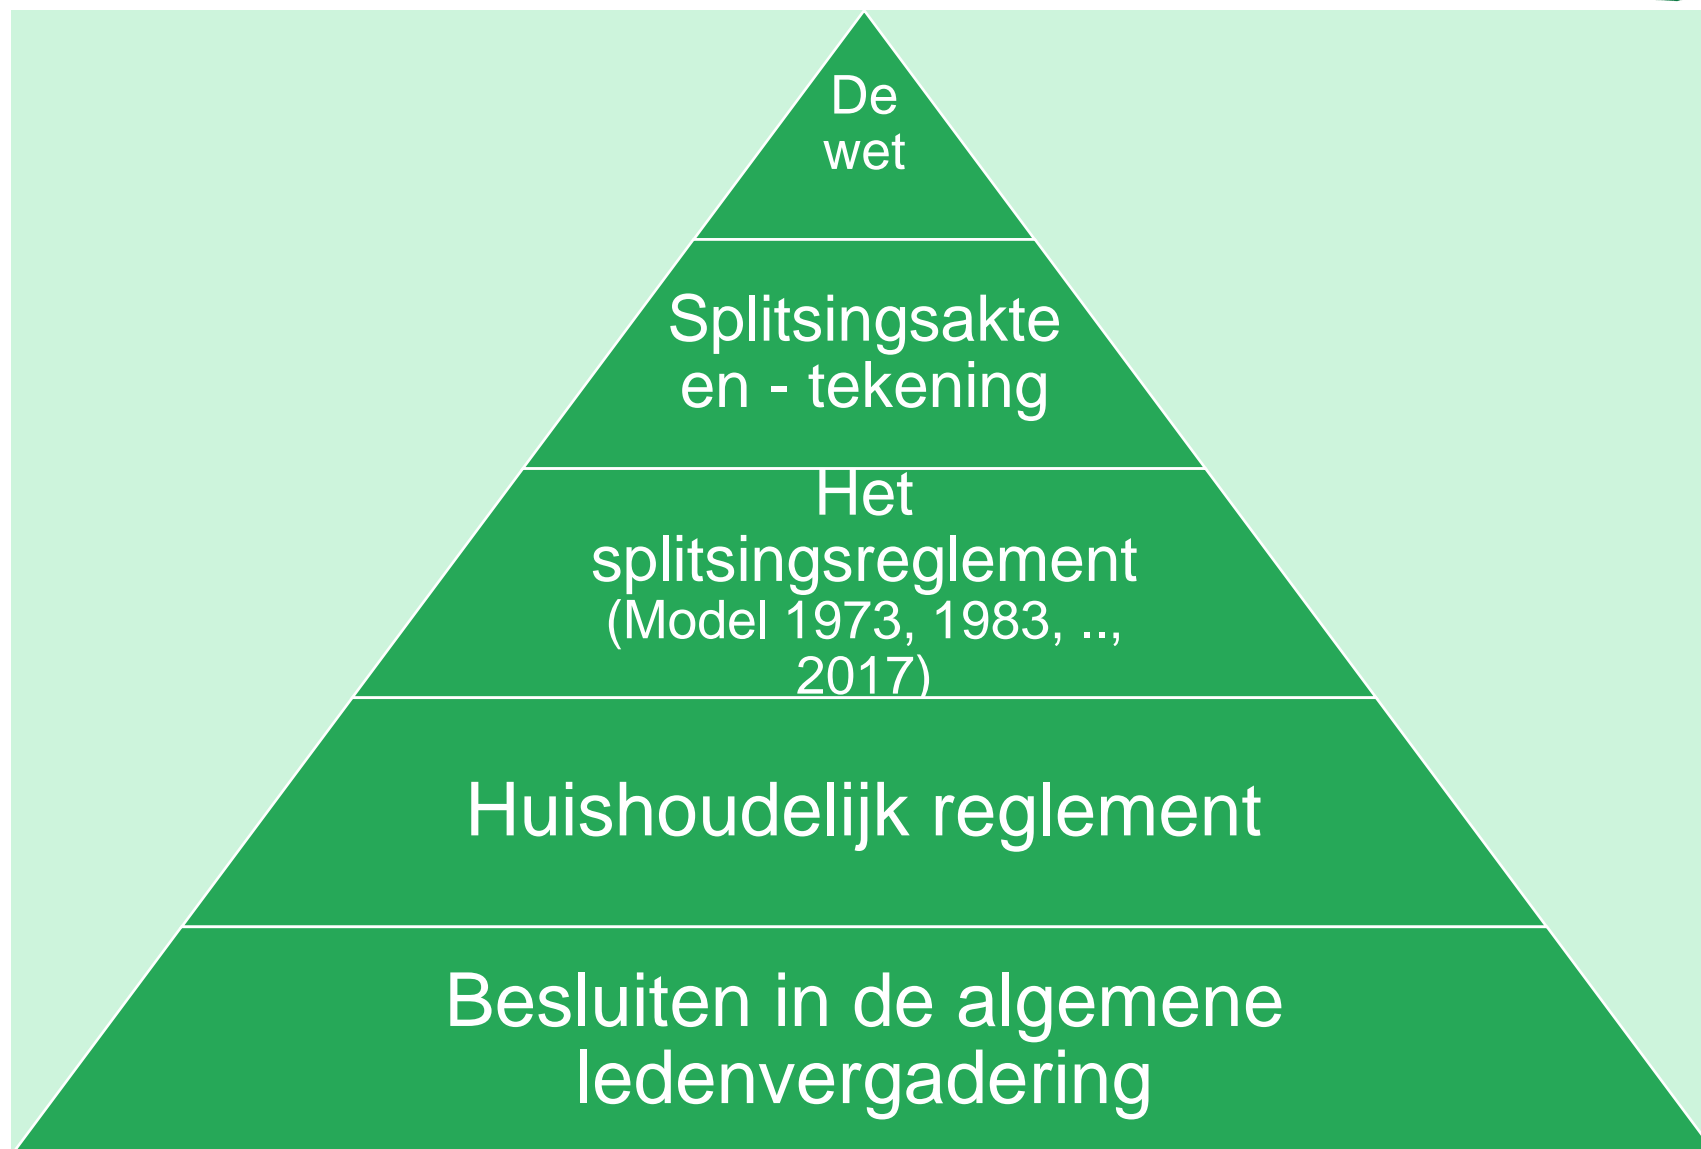 De
wet
Splitsingsakte
en - tekening
Het
splitsingsreglement
(Model 1973, 1983, ..,
2017)
Huishoudelijk reglement
Besluiten in de algemene
ledenvergadering